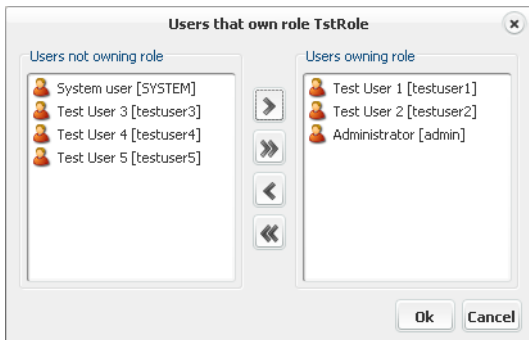 Users that own role TstRole
Users not owning role
System user [SYSTEM]
Test User 3 [testuser3]
Test User 4 [testuser4]
Test User 5 [testuser5]
Users owning role
Test User 1 [testuser1]
Test User 2 [testuser2]
Administrator [admin]
Ok
Cancel